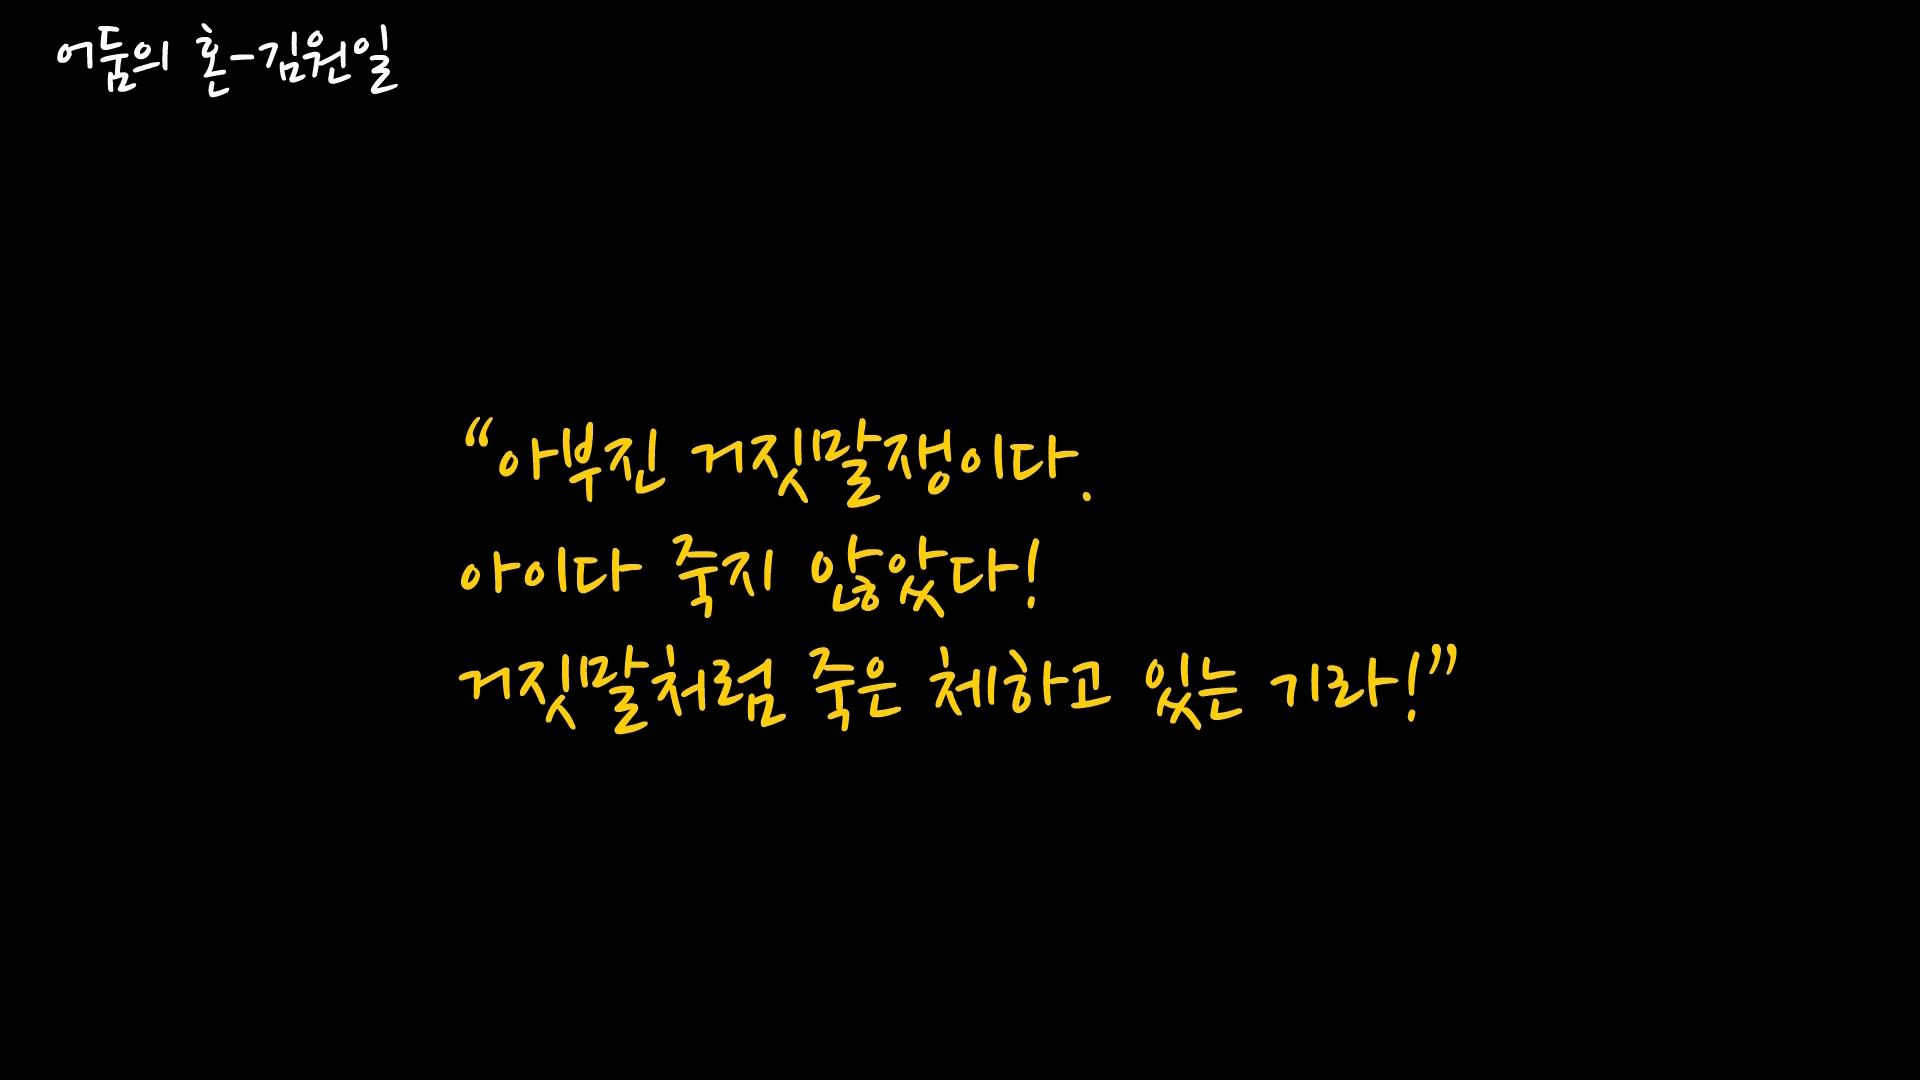 어둠의 혼-김원일
“아부진 거짓말쟁이다.
아이다 죽지 않았다!
거짓말처럼 죽은 체하고 있는 기라!”